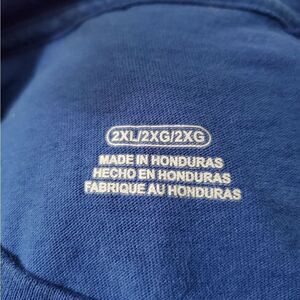 2XL/2XG/2XG
MADE IN HONDURAS
HECHO EN HONDURAS
FABRIQUE AU HONDURAS